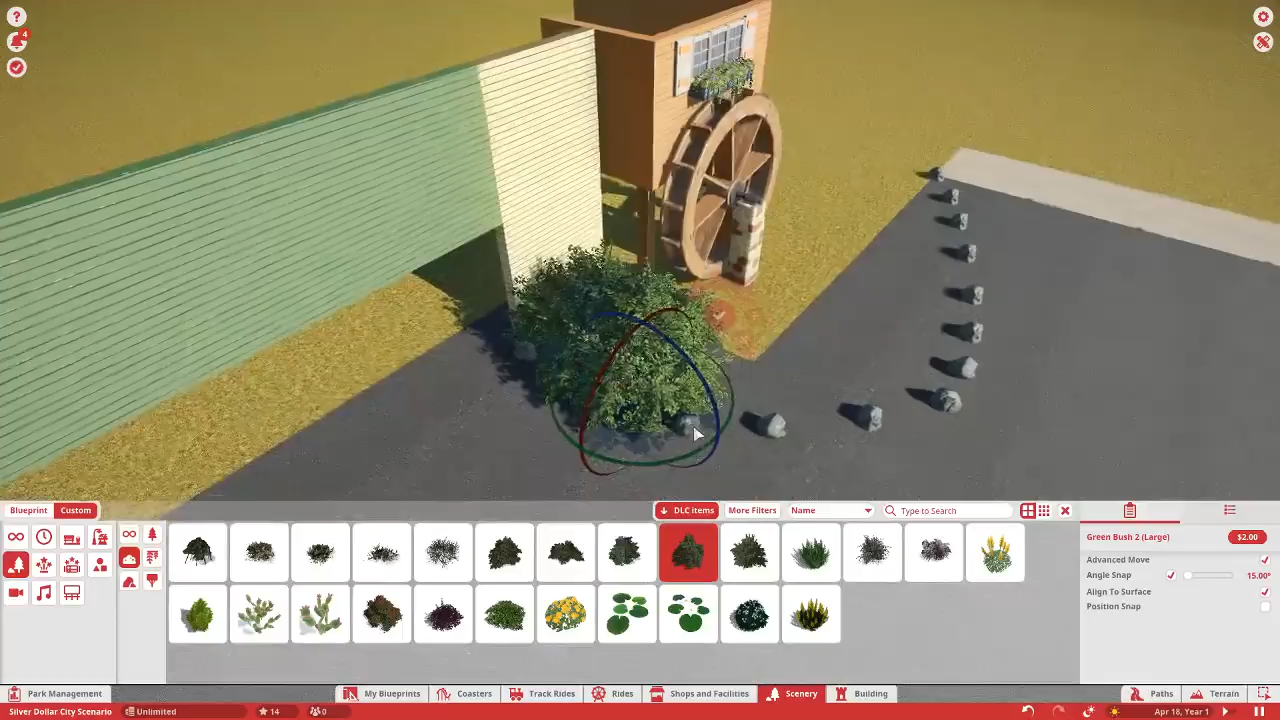 ?
4
Blueprint Custom
DLC items More Filters Name Type to Search
Green Bush 2 (Large) $2.00
Advanced Move
Angle Snap 15.00°
Align To Surface
Position Snap
Park Management My Blueprints Coasters Track Rides Rides Shops and Facilities Scenery Building Paths Terrain
Silver Dollar City Scenario Unlimited 14 0 Apr 18, Year 1